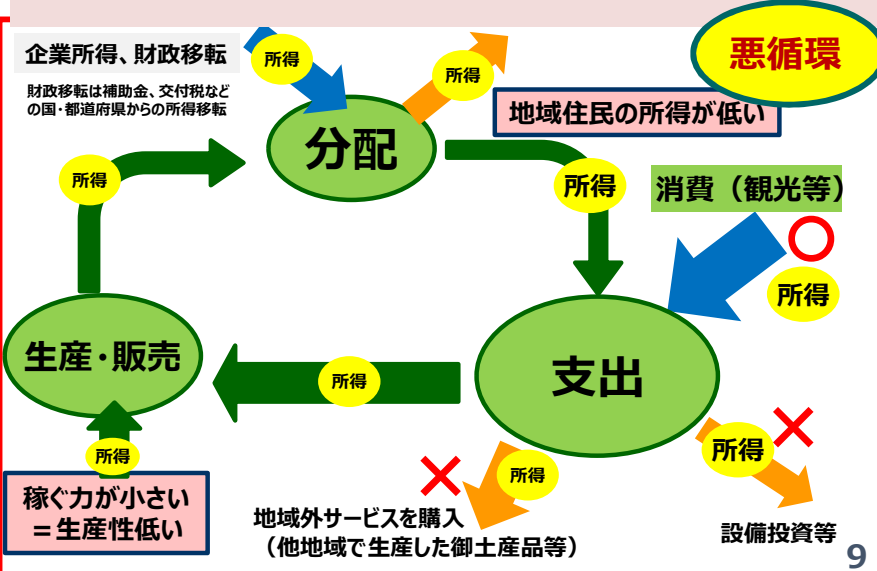 悪循環
企業所得、財政移転
財政移転は補助金、交付税など
の国・都道府県からの所得移転
所得
所得
地域住民の所得が低い
分配
所得
所得
消費（観光等）
所得
生産・販売
支出
所得
所得
稼ぐ力が小さい
＝生産性低い
所得
所得
地域外サービスを購入
（他地域で生産した御土産品等）
設備投資等
9